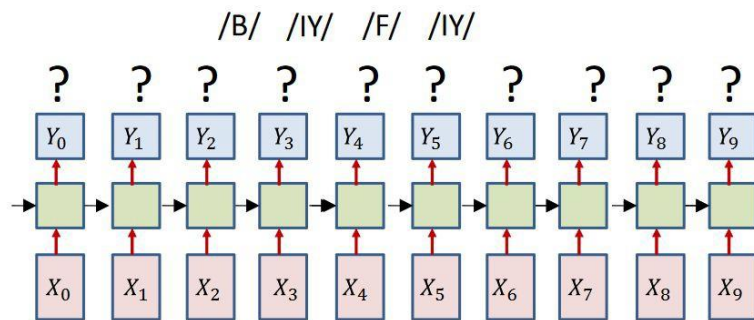 /B/ /IY/ /F/ /IY/
? ? ? ? ? ? ? ? ? ?
Y₀ Y₁ Y₂ Y₃ Y₄ Y₅ Y₆ Y₇ Y₈ Y₉
X₀ X₁ X₂ X₃ X₄ X₅ X₆ X₇ X₈ X₉